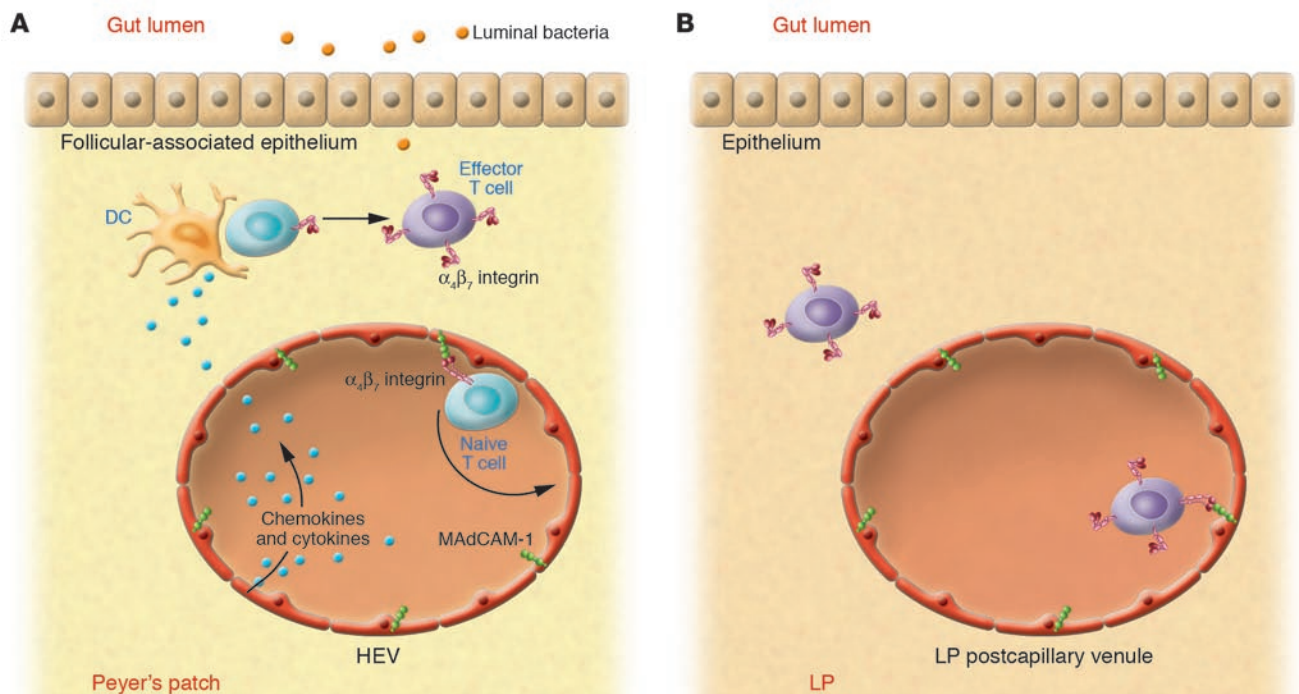 A
Gut lumen
Luminal bacteria
Follicular-associated epithelium
Effector
T cell
DC
α₄β₇ integrin
α₄β₇ integrin
Naive
T cell
Chemokines
and cytokines
MAdCAM-1
HEV
Peyer's patch
B
Gut lumen
Epithelium
LP postcapillary venule
LP